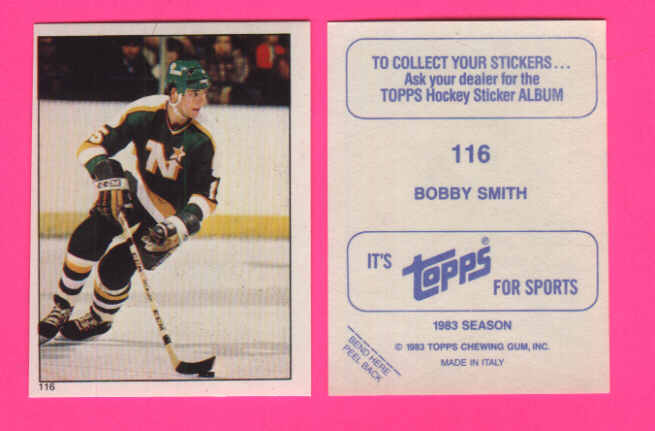 N
15
116
TO COLLECT YOUR STICKERS...
Ask your dealer for the
TOPPS Hockey Sticker ALBUM
116
BOBBY SMITH
IT'S topps® FOR SPORTS
1983 SEASON
© 1983 TOPPS CHEWING GUM, INC.
MADE IN ITALY
BEND HERE
PEEL BACK